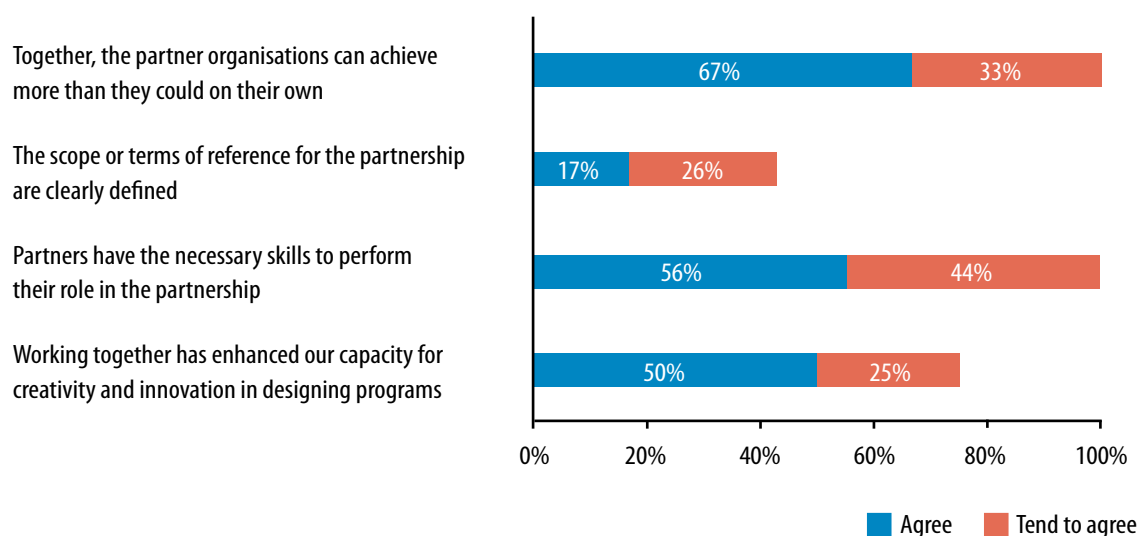 Together, the partner organisations can achieve
more than they could on their own
67% 33%
The scope or terms of reference for the partnership
are clearly defined
17% 26%
Partners have the necessary skills to perform
their role in the partnership
56% 44%
Working together has enhanced our capacity for
creativity and innovation in designing programs
50% 25%
0% 20% 40% 60% 80% 100%
Agree Tend to agree